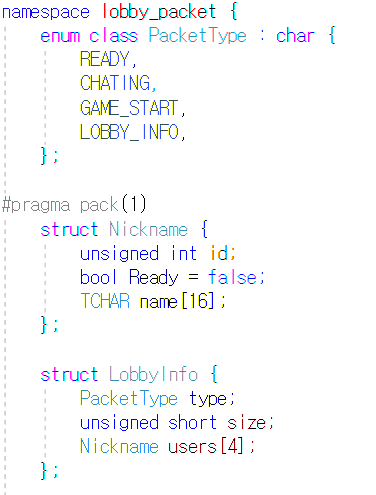 namespace lobby_packet {
    enum class PacketType : char {
        READY,
        CHATING,
        GAME_START,
        LOBBY_INFO,
    };

#pragma pack(1)
    struct Nickname {
        unsigned int id;
        bool Ready = false;
        TCHAR name[16];
    };

    struct LobbyInfo {
        PacketType type;
        unsigned short size;
        Nickname users[4];
    };